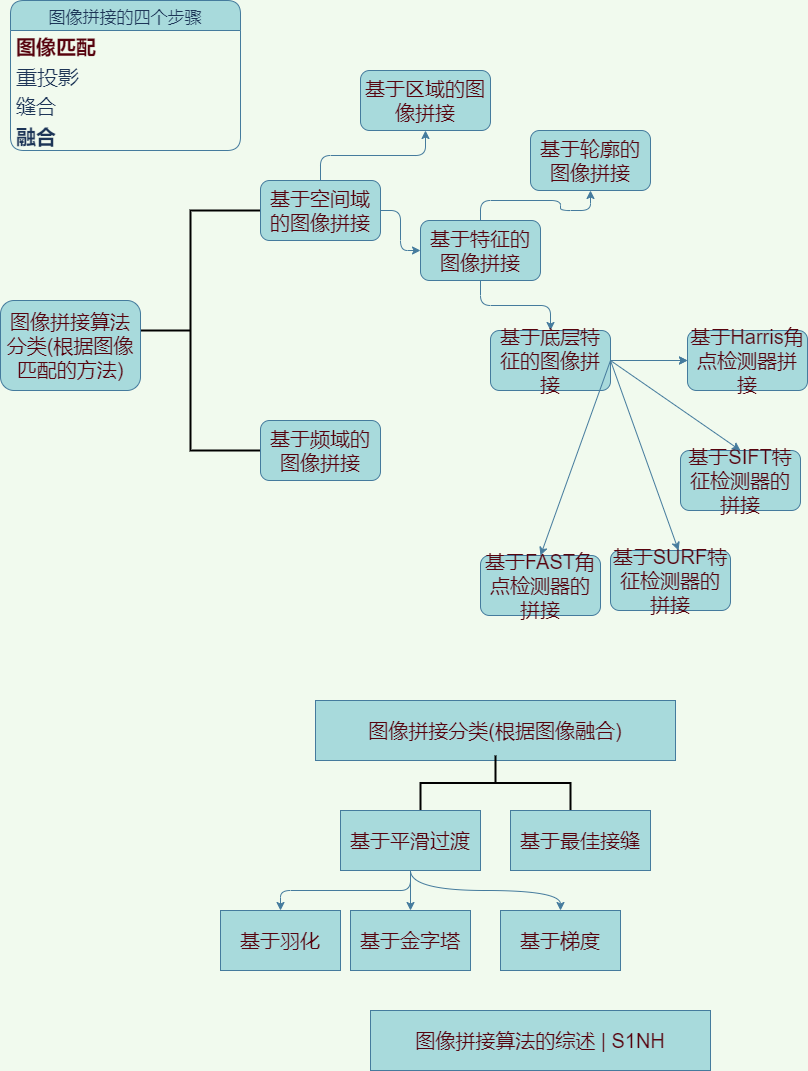 图像拼接的四个步骤
图像匹配
重投影
缝合
融合
基于区域的图
像拼接
基于轮廓的
图像拼接
基于空间域
的图像拼接
基于特征的
图像拼接
图像拼接算法
分类(根据图像
匹配的方法)
基于底层特
征的图像拼
接
基于Harris角
点检测器拼
接
基于频域的
图像拼接
基于SIFT特
征检测器的
拼接
基于FAST角
点检测器的
拼接
基于SURF特
征检测器的
拼接
图像拼接分类(根据图像融合)
基于平滑过渡
基于最佳接缝
基于羽化
基于金字塔
基于梯度
图像拼接算法的综述 | S1NH